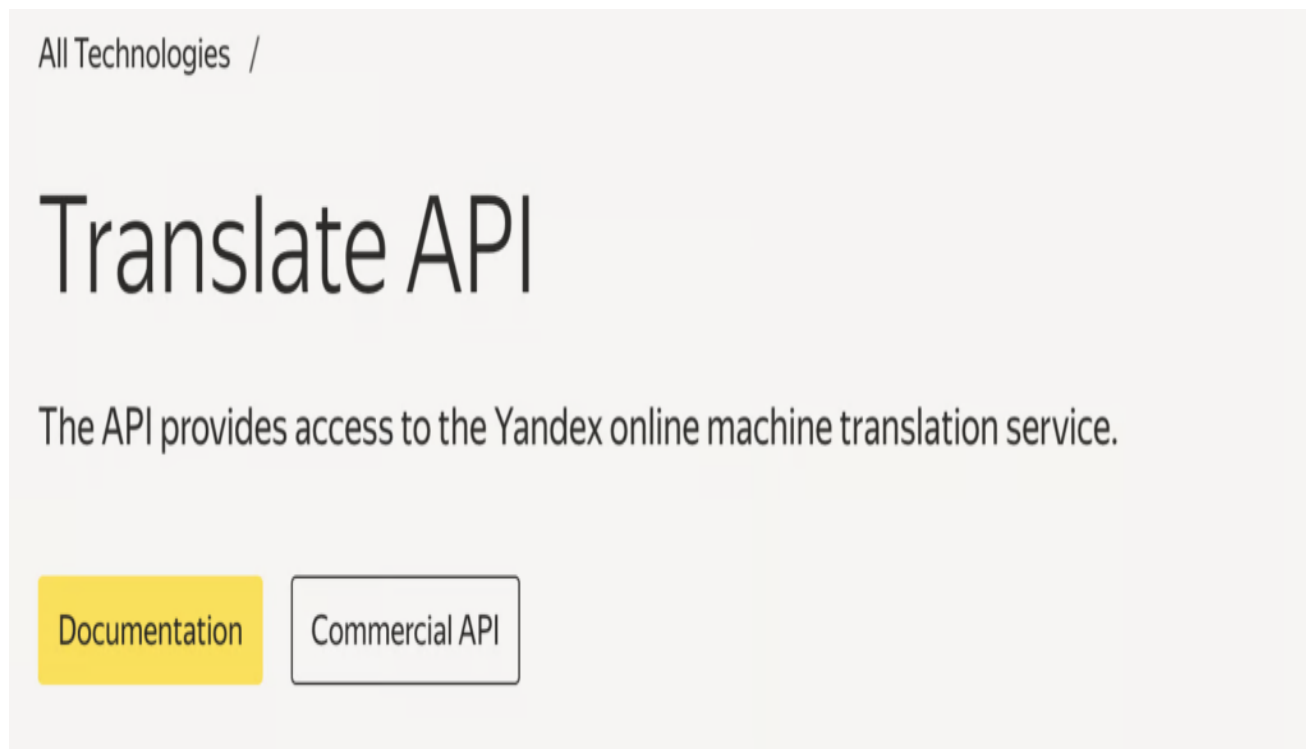 All Technologies /
Translate API
The API provides access to the Yandex online machine translation service.
Documentation
Commercial API